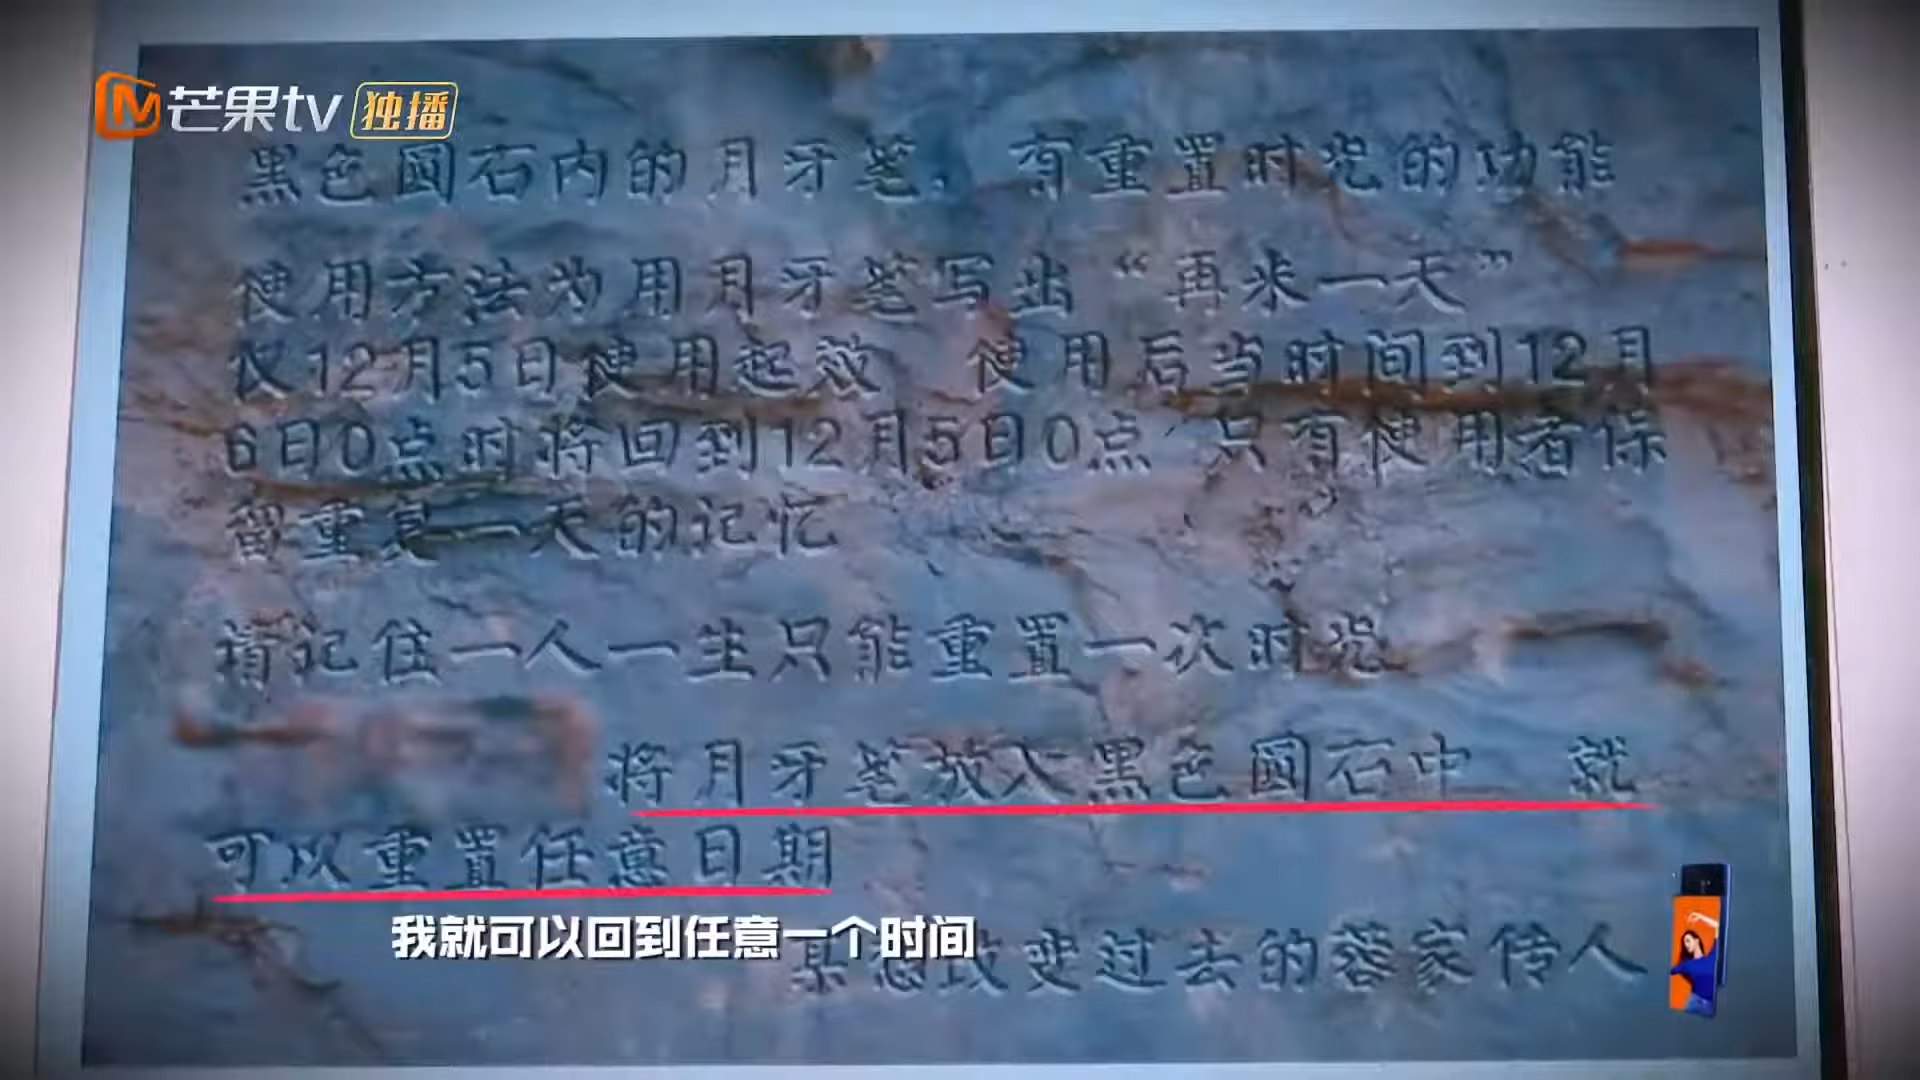 芒果tv 独播
黑色圆石内的月牙笔，有重置时光的功能
使用方法为用月牙笔写出“再来一天”
仅12月5日使用起效 使用后当时间到12月
6日0点时将回到12月5日0点 只有使用者保
留重复一天的记忆
请记住一人一生只能重置一次时光
将月牙笔放入黑色圆石中 就
可以重置任意日期
我就可以回到任意一个时间
某想改变过去的蓉家传人